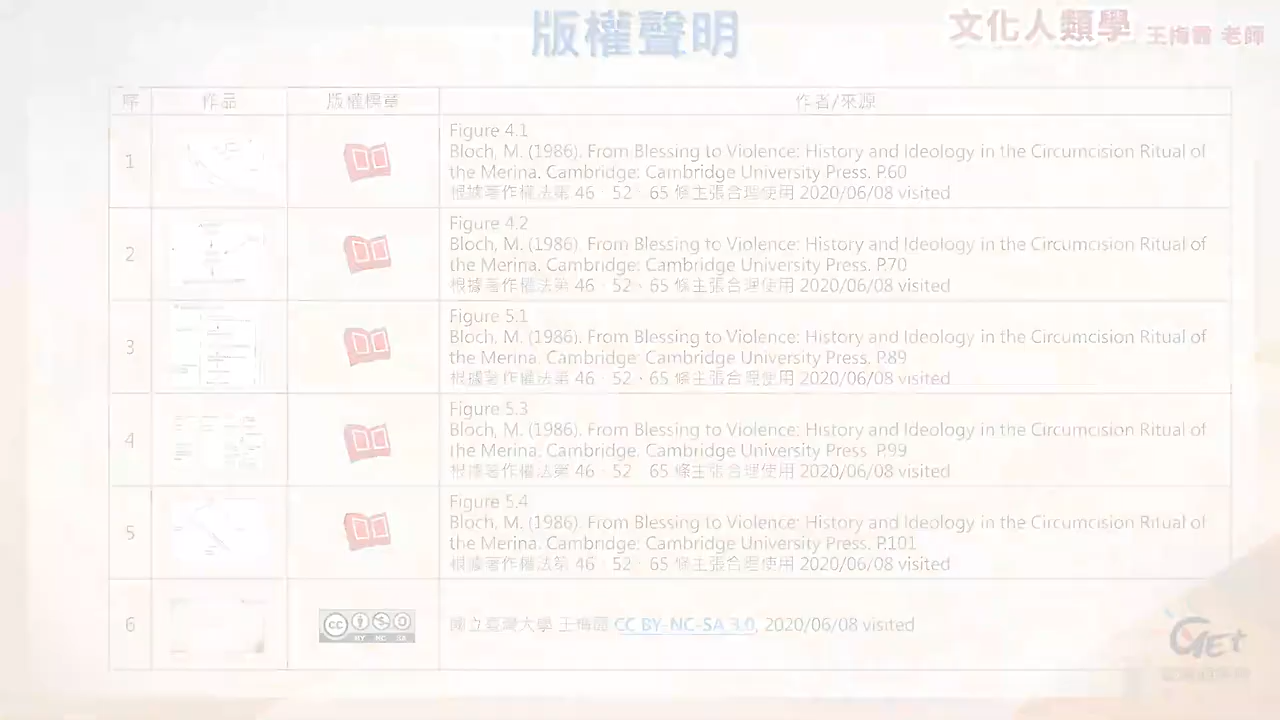 版權聲明
文化人類學 王梅霞 老師
序 作品 版權標章 作者/來源
1
Figure 4.1
Bloch, M. (1986). From Blessing to Violence: History and Ideology in the Circumcision Ritual of
the Merina. Cambridge: Cambridge University Press. P.60
根據著作權法第 46、52、65 條主張合理使用 2020/06/08 visited
2
Figure 4.2
Bloch, M. (1986). From Blessing to Violence: History and Ideology in the Circumcision Ritual of
the Merina. Cambridge: Cambridge University Press. P.70
根據著作權法第 46、52、65 條主張合理使用 2020/06/08 visited
3
Figure 5.1
Bloch, M. (1986). From Blessing to Violence: History and Ideology in the Circumcision Ritual of
the Merina. Cambridge: Cambridge University Press. P.89
根據著作權法第 46、52、65 條主張合理使用 2020/06/08 visited
4
Figure 5.3
Bloch, M. (1986). From Blessing to Violence: History and Ideology in the Circumcision Ritual of
the Merina. Cambridge: Cambridge University Press. P.99
根據著作權法第 46、52、65 條主張合理使用 2020/06/08 visited
5
Figure 5.4
Bloch, M. (1986). From Blessing to Violence: History and Ideology in the Circumcision Ritual of
the Merina. Cambridge: Cambridge University Press. P.101
根據著作權法第 46、52、65 條主張合理使用 2020/06/08 visited
6
cc BY NC SA
國立臺灣大學 王梅霞 CC BY-NC-SA 3.0, 2020/06/08 visited
GET